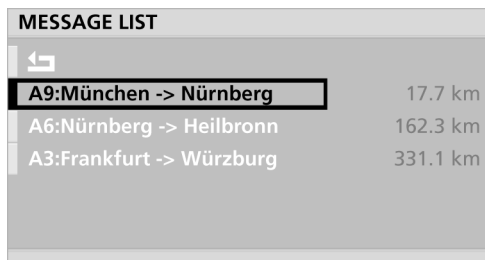 MESSAGE LIST
A9:München -> Nürnberg 17.7 km
A6:Nürnberg -> Heilbronn 162.3 km
A3:Frankfurt -> Würzburg 331.1 km